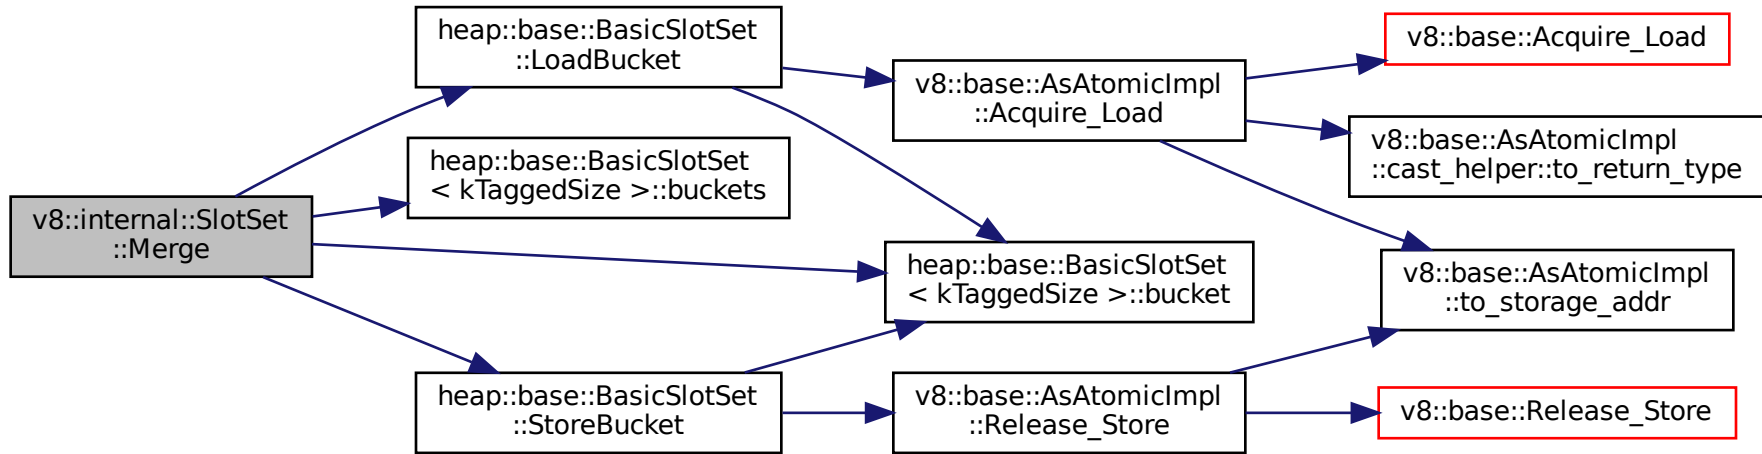 v8::internal::SlotSet
::Merge
heap::base::BasicSlotSet
::LoadBucket
heap::base::BasicSlotSet
< kTaggedSize >::buckets
heap::base::BasicSlotSet
< kTaggedSize >::bucket
heap::base::BasicSlotSet
::StoreBucket
v8::base::AsAtomicImpl
::Acquire_Load
v8::base::AsAtomicImpl
::Release_Store
v8::base::Acquire_Load
v8::base::AsAtomicImpl
::cast_helper::to_return_type
v8::base::AsAtomicImpl
::to_storage_addr
v8::base::Release_Store